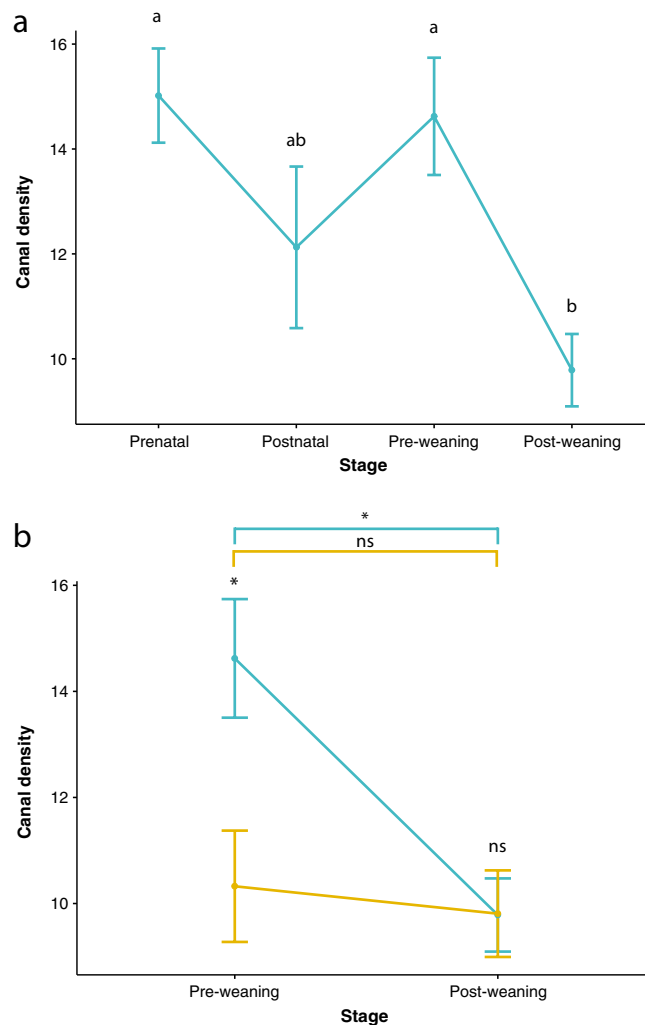 a
a
a
ab
b
Canal density
16
14
12
10
Prenatal Postnatal Pre-weaning Post-weaning
Stage
b
*
ns
*
ns
Canal density
16
14
12
10
Pre-weaning Post-weaning
Stage